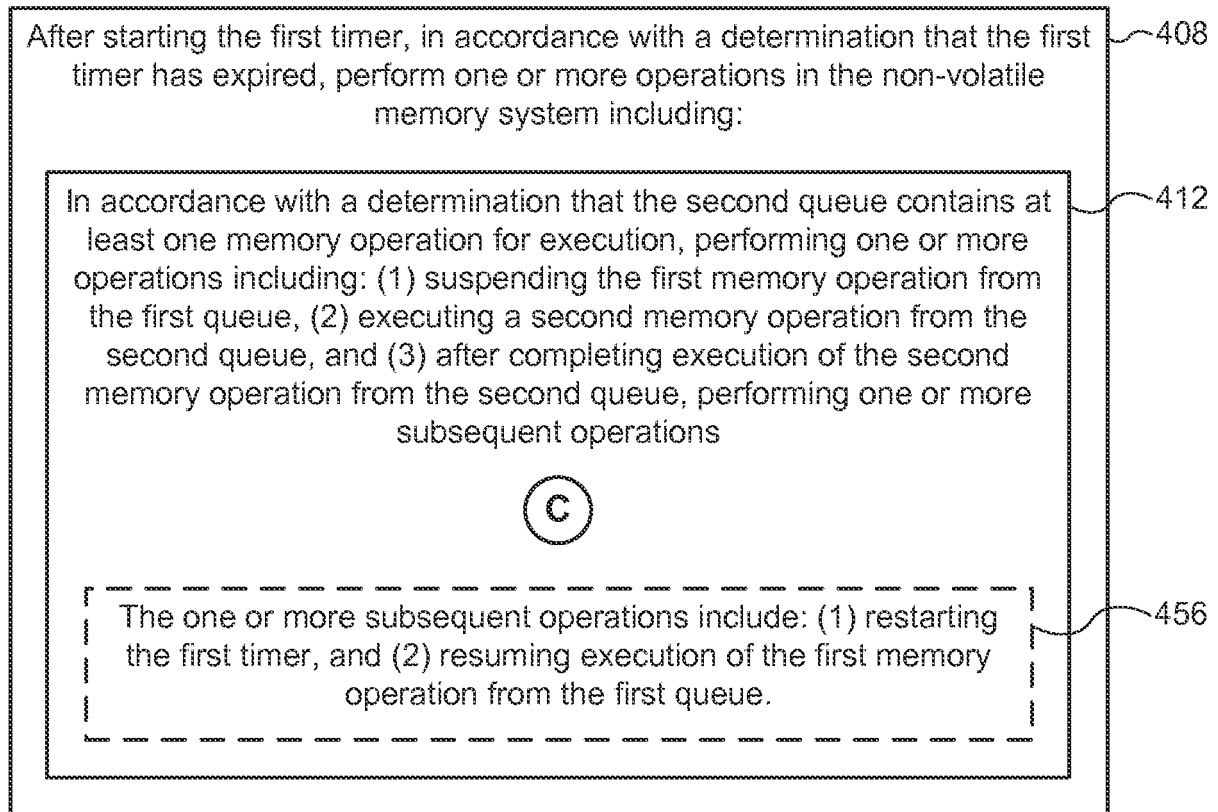 After starting the first timer, in accordance with a determination that the first
timer has expired, perform one or more operations in the non-volatile
memory system including:
408
In accordance with a determination that the second queue contains at
least one memory operation for execution, performing one or more
operations including: (1) suspending the first memory operation from
the first queue, (2) executing a second memory operation from the
second queue, and (3) after completing execution of the second
memory operation from the second queue, performing one or more
subsequent operations
412
C
The one or more subsequent operations include: (1) restarting
the first timer, and (2) resuming execution of the first memory
operation from the first queue.
456